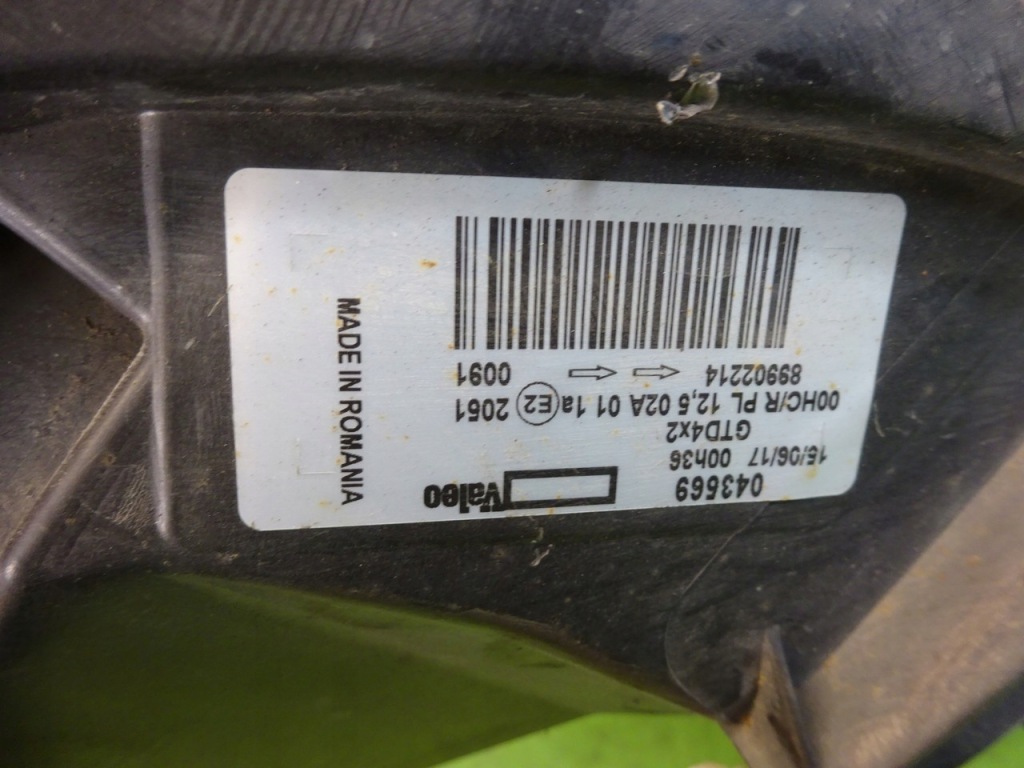 043569 Valeo
15/06/17 00h36
GTD4x2
00HC/R PL 12,5 02A 01 1a E2 2061
89902214 0091
MADE IN ROMANIA